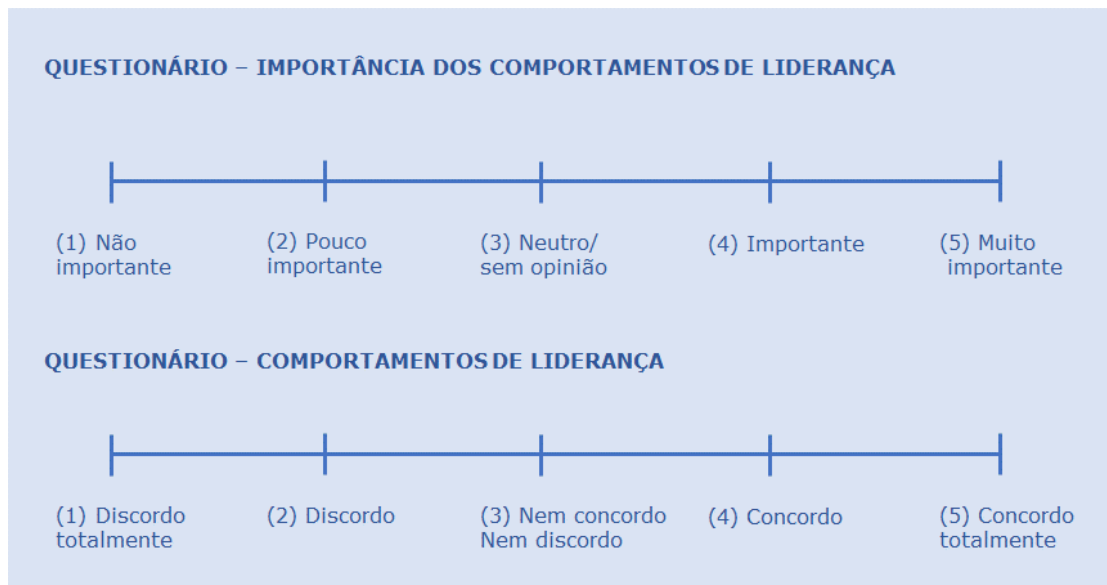 QUESTIONÁRIO – IMPORTÂNCIA DOS COMPORTAMENTOS DE LIDERANÇA
(1) Não
importante
(2) Pouco
importante
(3) Neutro/
sem opinião
(4) Importante
(5) Muito
importante
QUESTIONÁRIO – COMPORTAMENTOS DE LIDERANÇA
(1) Discordo
totalmente
(2) Discordo
(3) Nem concordo
Nem discordo
(4) Concordo
(5) Concordo
totalmente